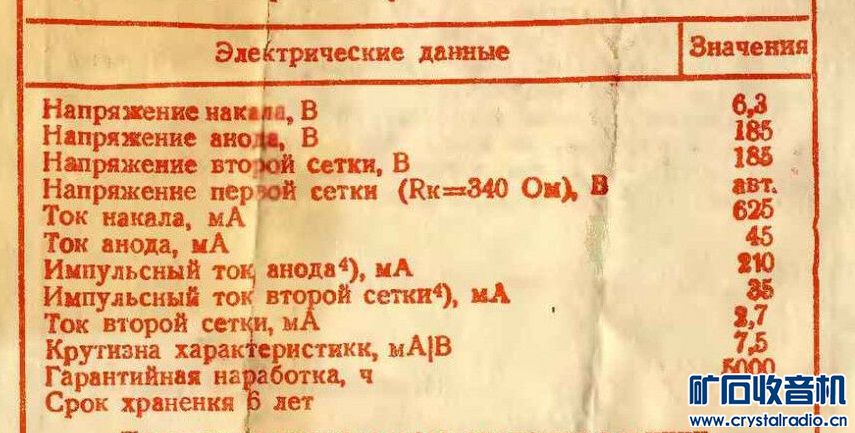 Электрические данные Значения
Напряжение накала, В 6,3
Напряжение анода, В 185
Напряжение второй сетки, В 185
Напряжение первой сетки (Rк=340 Ом), В авт.
Ток накала, мА 625
Ток анода, мА 45
Импульсный ток анода⁴), мА 210
Импульсный ток второй сетки⁴), мА 35
Ток второй сетки, мА 2,7
Крутизна характеристикк, мА|В 7,5
Гарантийная наработка, ч 5000
Срок храненкя 6 лет
矿石收音机
www.crystalradio.cn